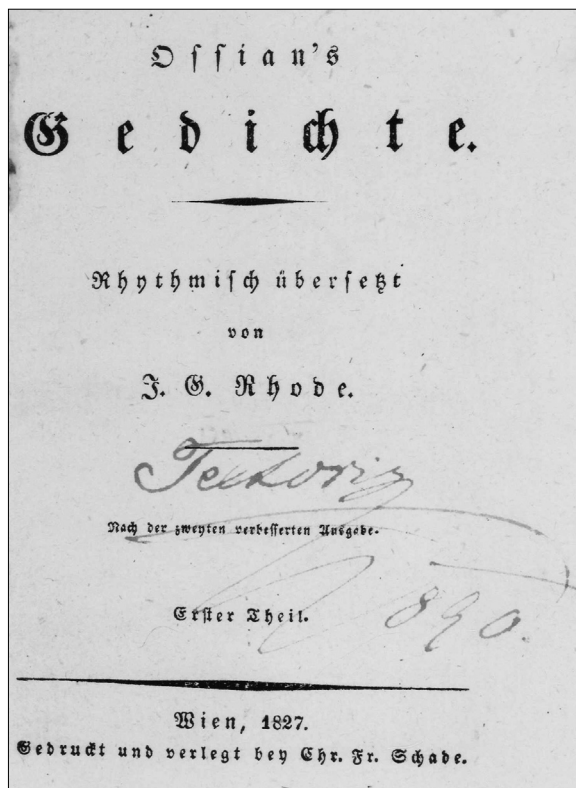 Ossian's
Gedichte.
Rhythmisch übersetzt
von
J. G. Rhode.
Nach der zweyten verbesserten Ausgabe.
Erster Theil.
890.
Wien, 1827.
Gedruckt und verlegt bey Chr. Fr. Schade.